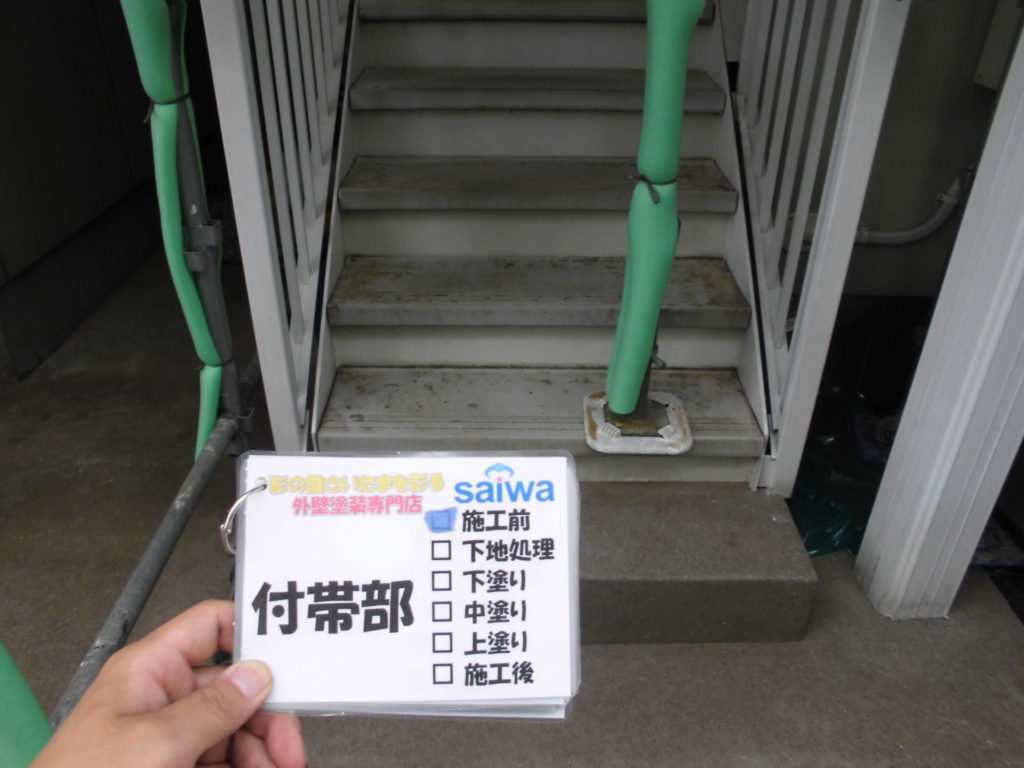 彩の国さいたまを彩る
外壁塗装専門店
saiwa
付帯部
施工前
□ 下地処理
□ 下塗り
□ 中塗り
□ 上塗り
□ 施工後